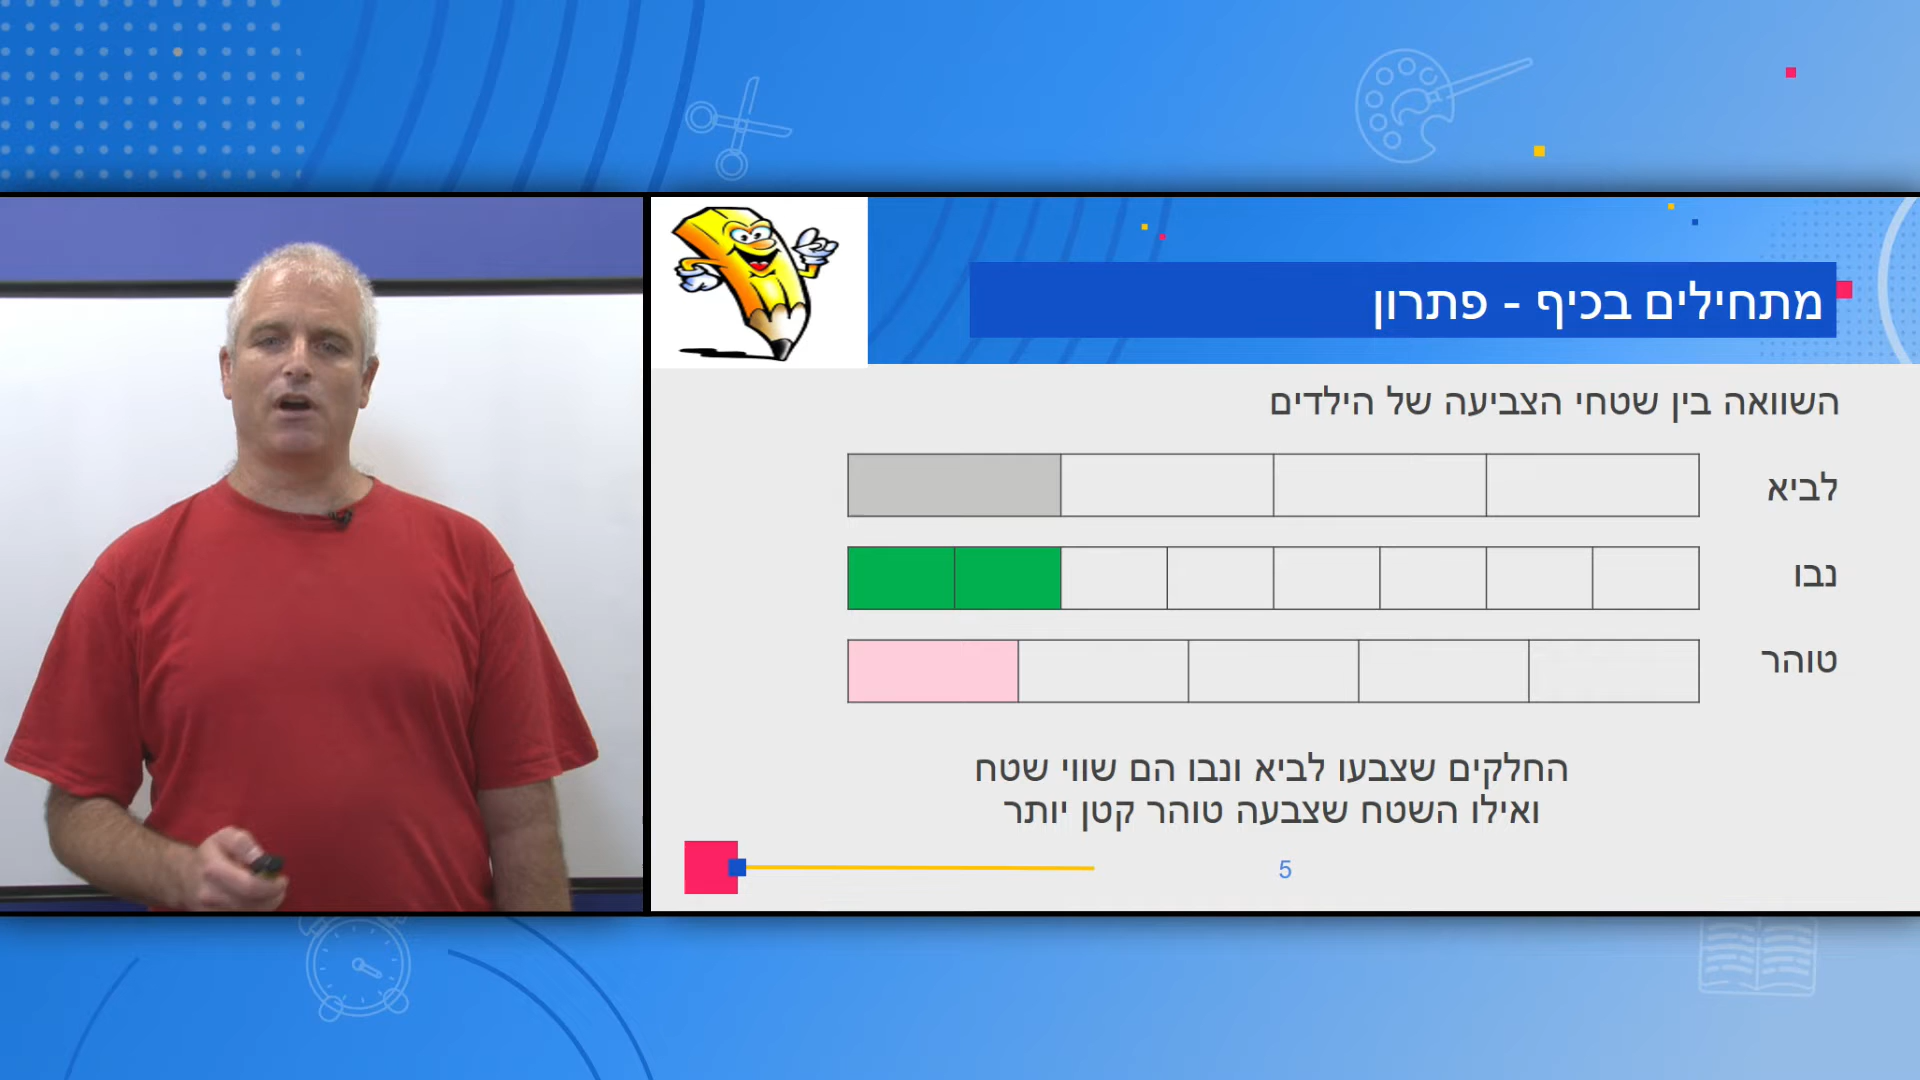 מתחילים בכיף - פתרון
השוואה בין שטחי הצביעה של הילדים
לביא
נבו
טוהר
החלקים שצבעו לביא ונבו הם שווי שטח
ואילו השטח שצבעה טוהר קטן יותר
5